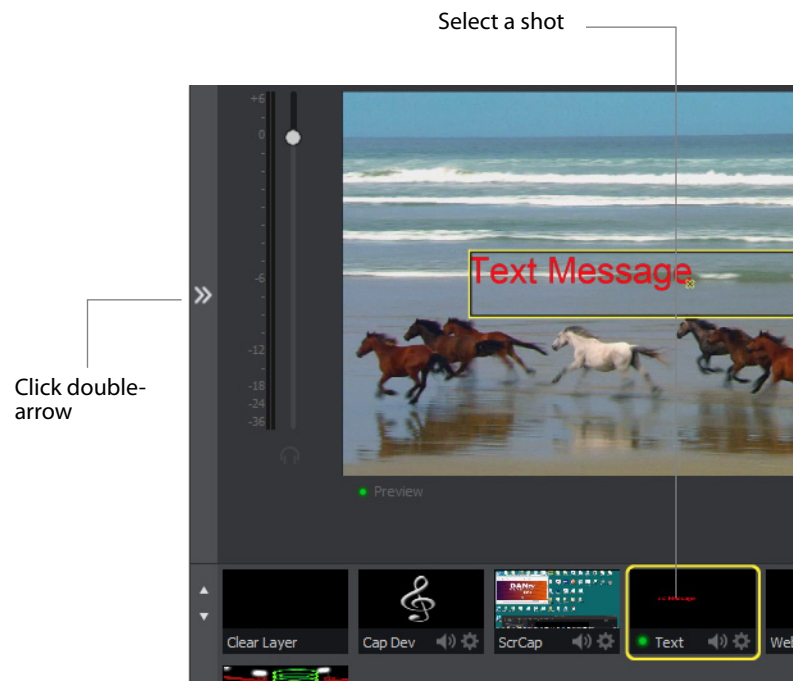 Select a shot
+6
-
0
-
-
-
-
-
-6
-
-
-12
-
-18
-24
-36
Text Message
Click double-
arrow
Preview
Clear Layer
Cap Dev
ScrCap
Text
Web